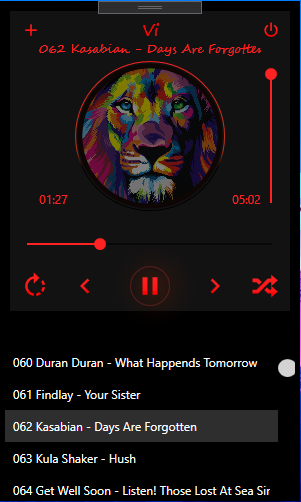 Vi
062 Kasabian - Days Are Forgotten
01:27
05:02
060 Duran Duran - What Happends Tomorrow
061 Findlay - Your Sister
062 Kasabian - Days Are Forgotten
063 Kula Shaker - Hush
064 Get Well Soon - Listen! Those Lost At Sea Sir